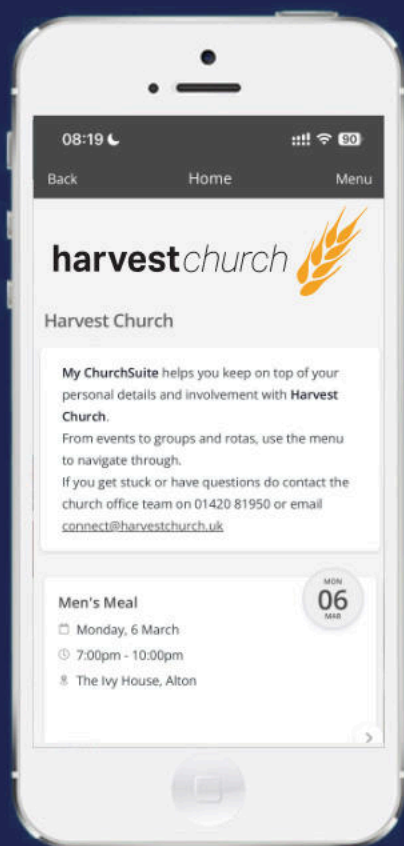 08:19
90
Back Home Menu
harvestchurch
Harvest Church
My ChurchSuite helps you keep on top of your
personal details and involvement with Harvest
Church.
From events to groups and rotas, use the menu
to navigate through.
If you get stuck or have questions do contact the
church office team on 01420 81950 or email
connect@harvestchurch.uk
MON
06
MAR
Men's Meal
Monday, 6 March
7:00pm - 10:00pm
The Ivy House, Alton